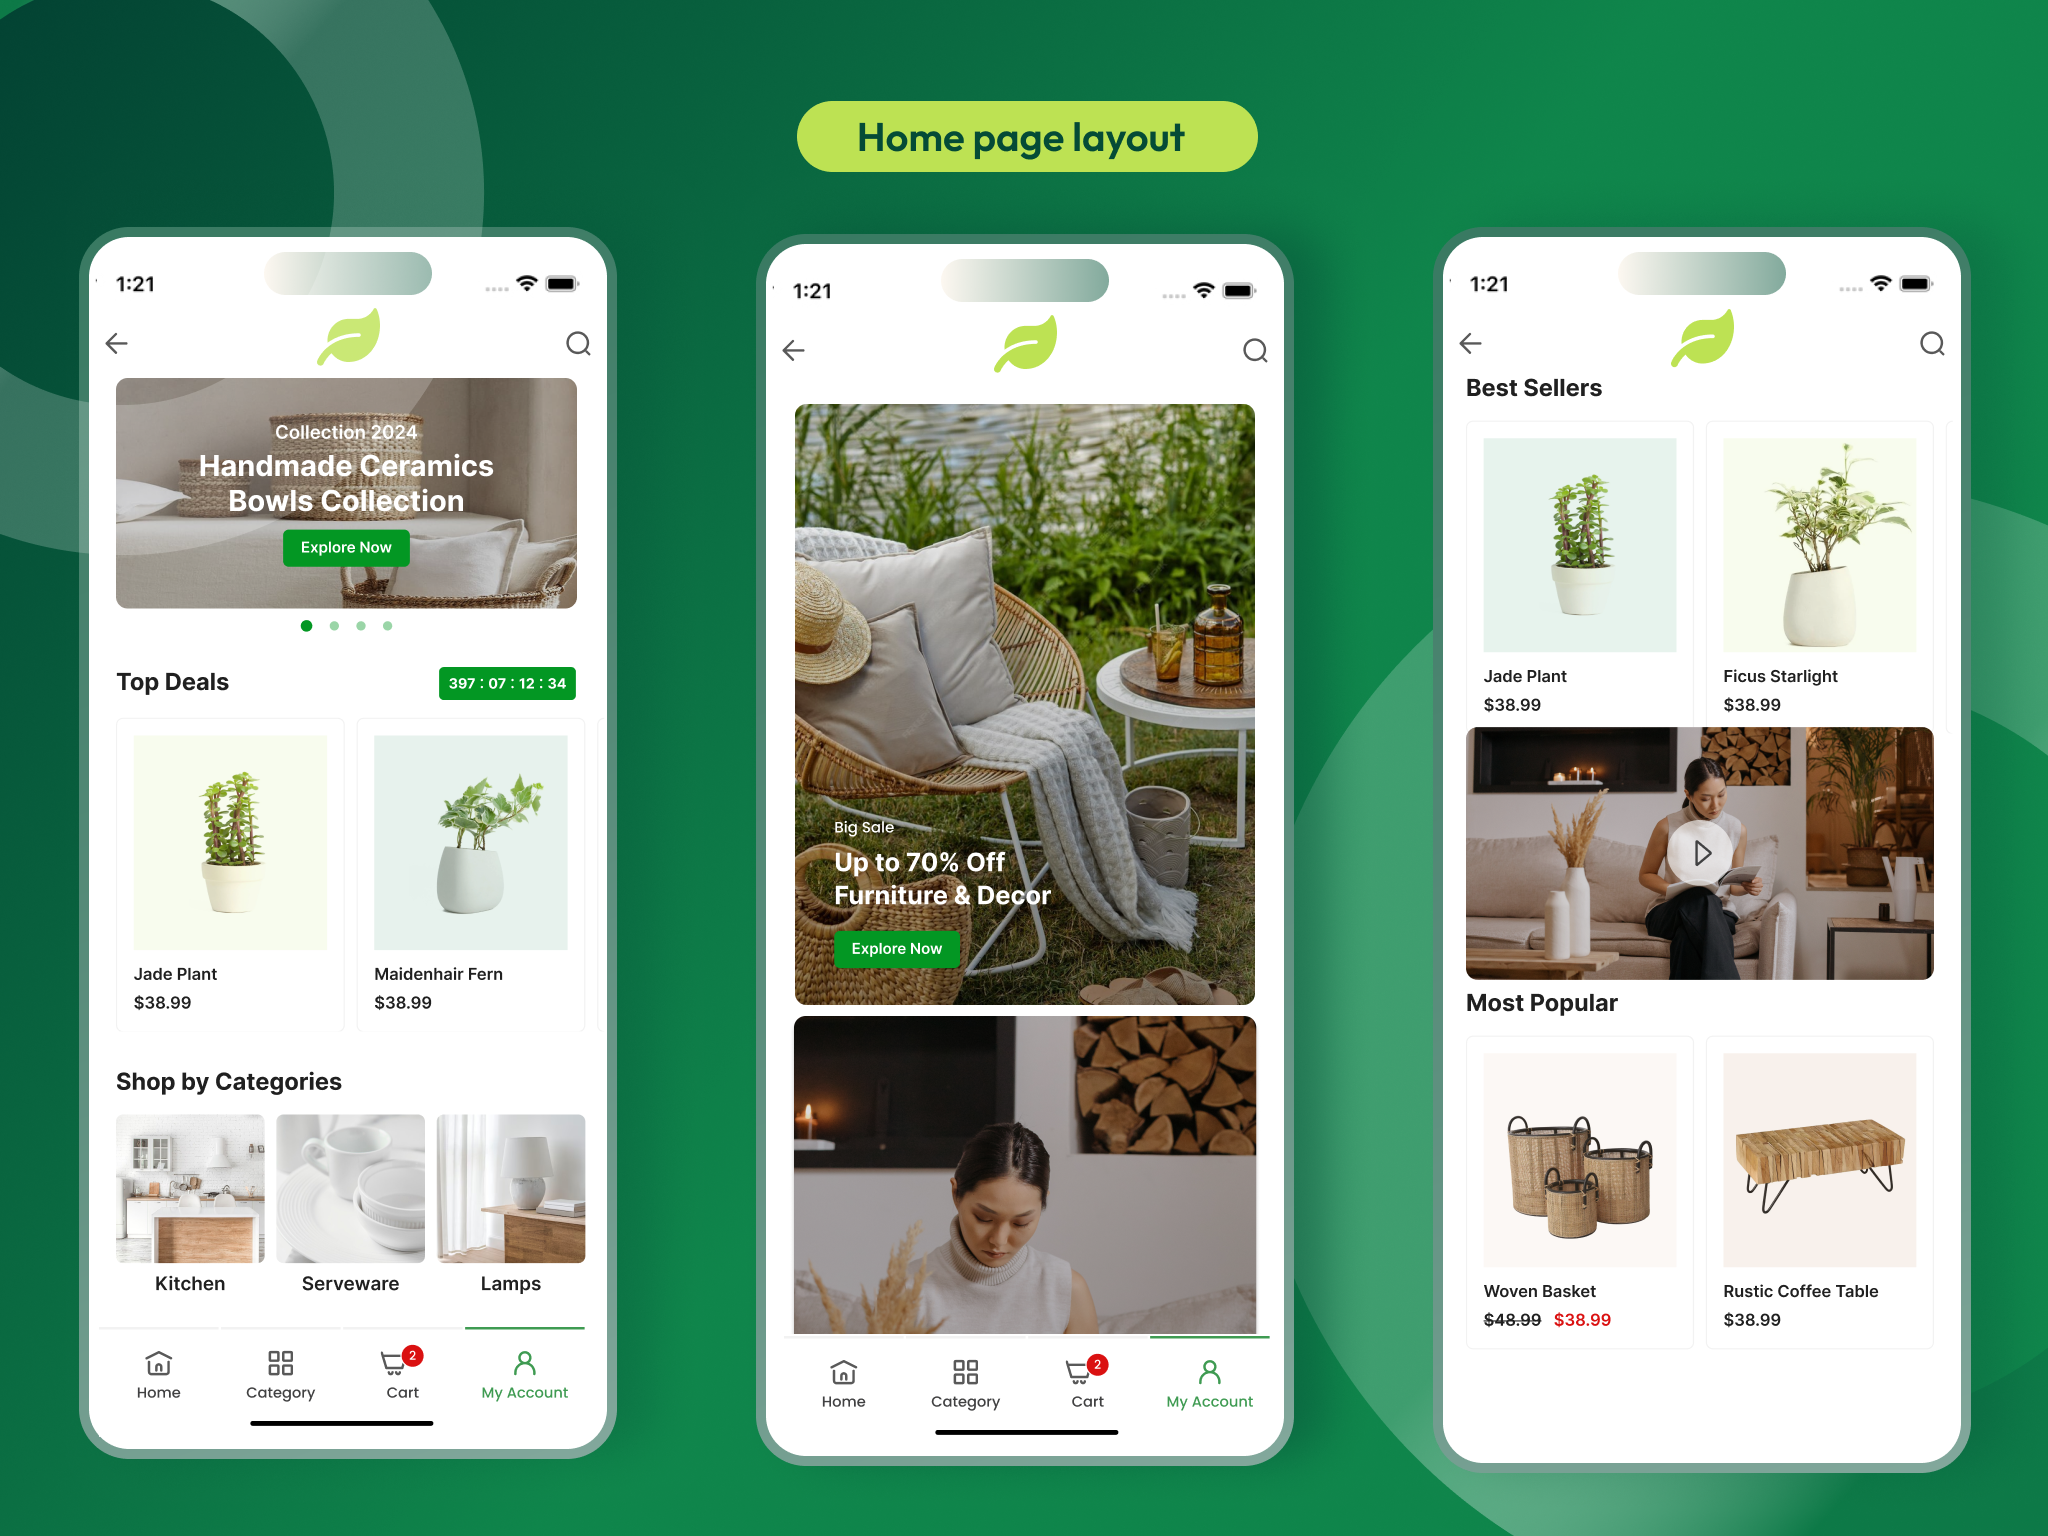 Home page layout
1:21
Collection 2024
Handmade Ceramics
Bowls Collection
Explore Now
Top Deals
397 : 07 : 12 : 34
Jade Plant
$38.99
Maidenhair Fern
$38.99
Shop by Categories
Kitchen
Serveware
Lamps
Home
Category
2
Cart
My Account
1:21
Big Sale
Up to 70% Off
Furniture & Decor
Explore Now
Home
Category
2
Cart
My Account
1:21
Best Sellers
Jade Plant
$38.99
Ficus Starlight
$38.99
Most Popular
Woven Basket
$48.99 $38.99
Rustic Coffee Table
$38.99